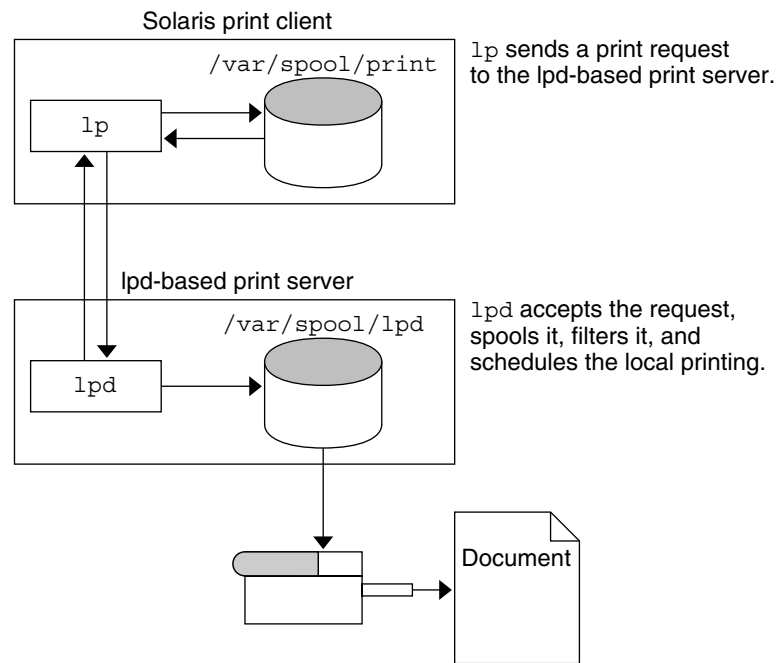 Solaris print client
/var/spool/print
lp
lp sends a print request
to the lpd-based print server.
lpd-based print server
/var/spool/lpd
lpd
lpd accepts the request,
spools it, filters it, and
schedules the local printing.
Document